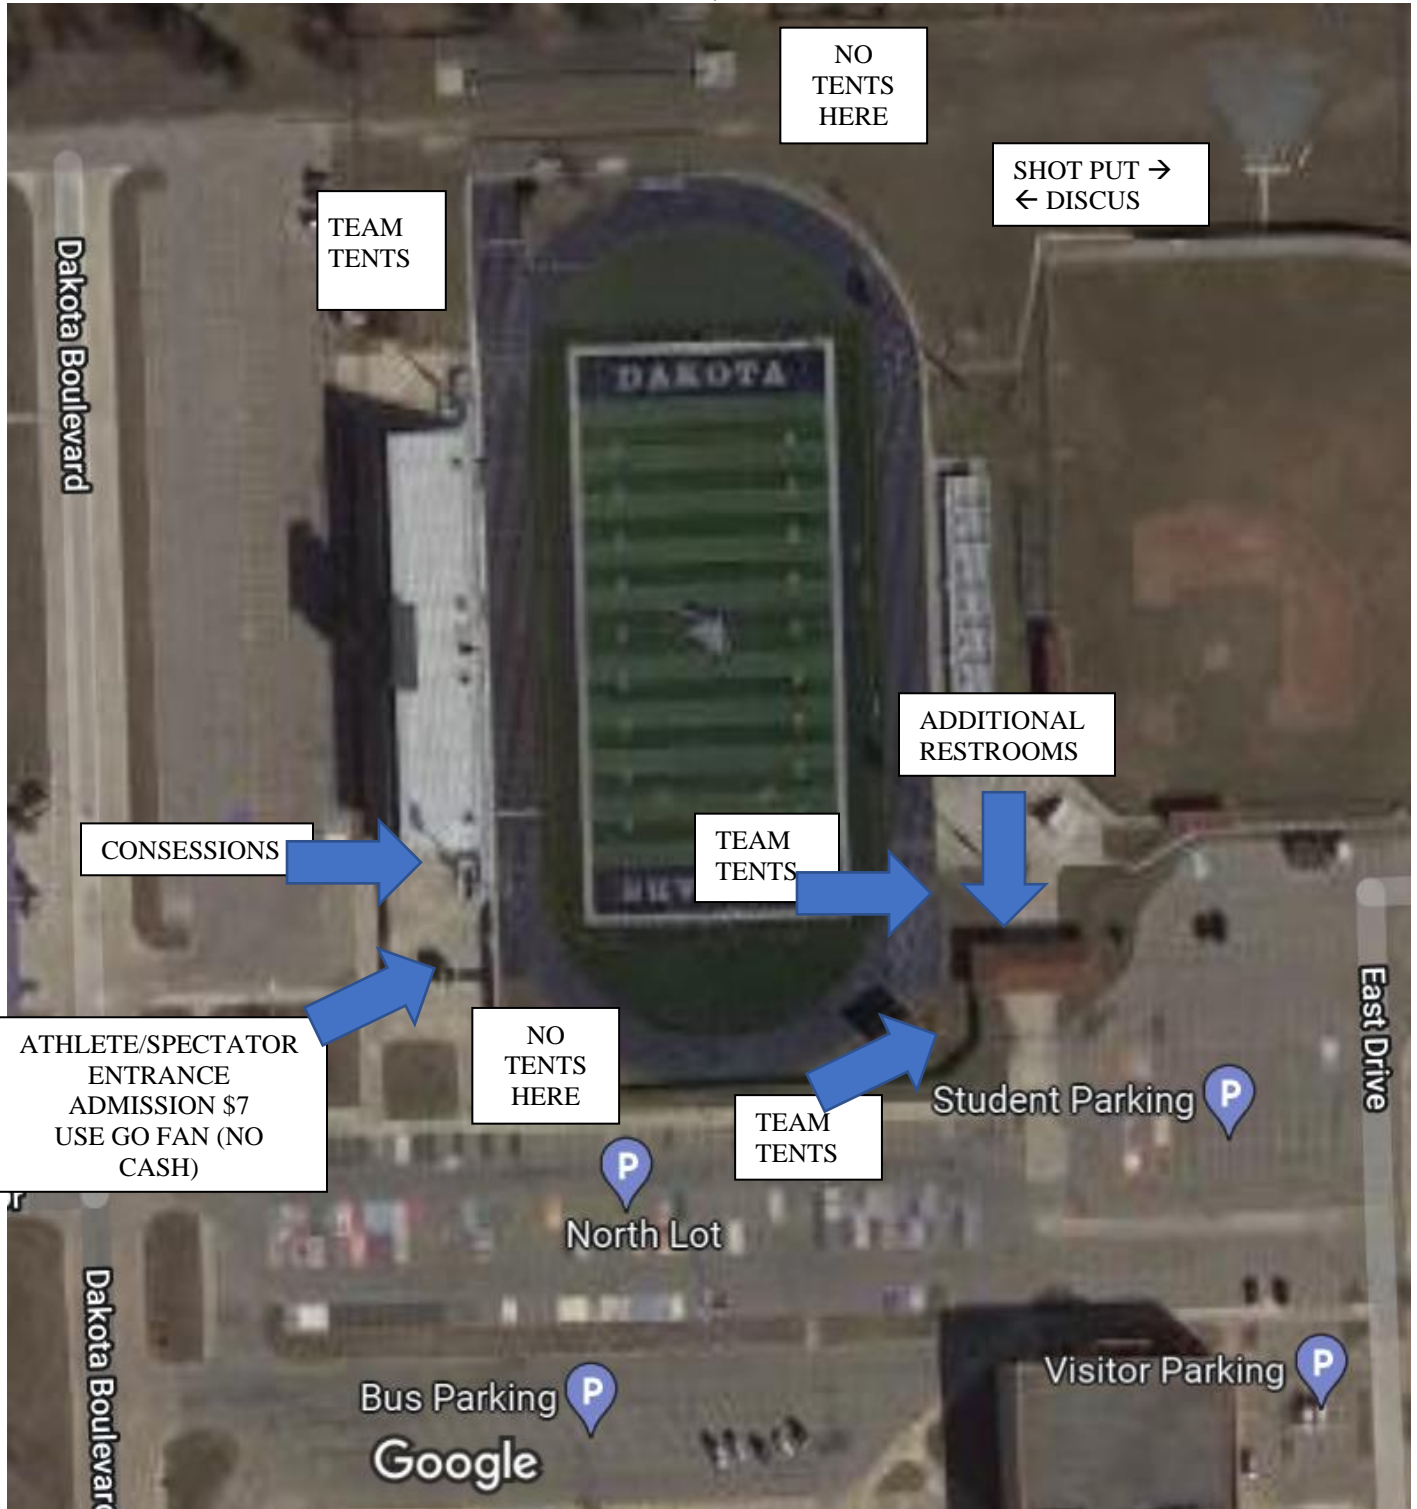 NO
TENTS
HERE
SHOT PUT →
← DISCUS
TEAM
TENTS
Dakota Boulevard
DAKOTA
ADDITIONAL
RESTROOMS
CONSESSIONS
TEAM
TENTS
East Drive
ATHLETE/SPECTATOR
ENTRANCE
ADMISSION $7
USE GO FAN (NO
CASH)
NO
TENTS
HERE
TEAM
TENTS
Student Parking P
P
North Lot
Dakota Boulevard
Bus Parking P
Visitor Parking P
Google